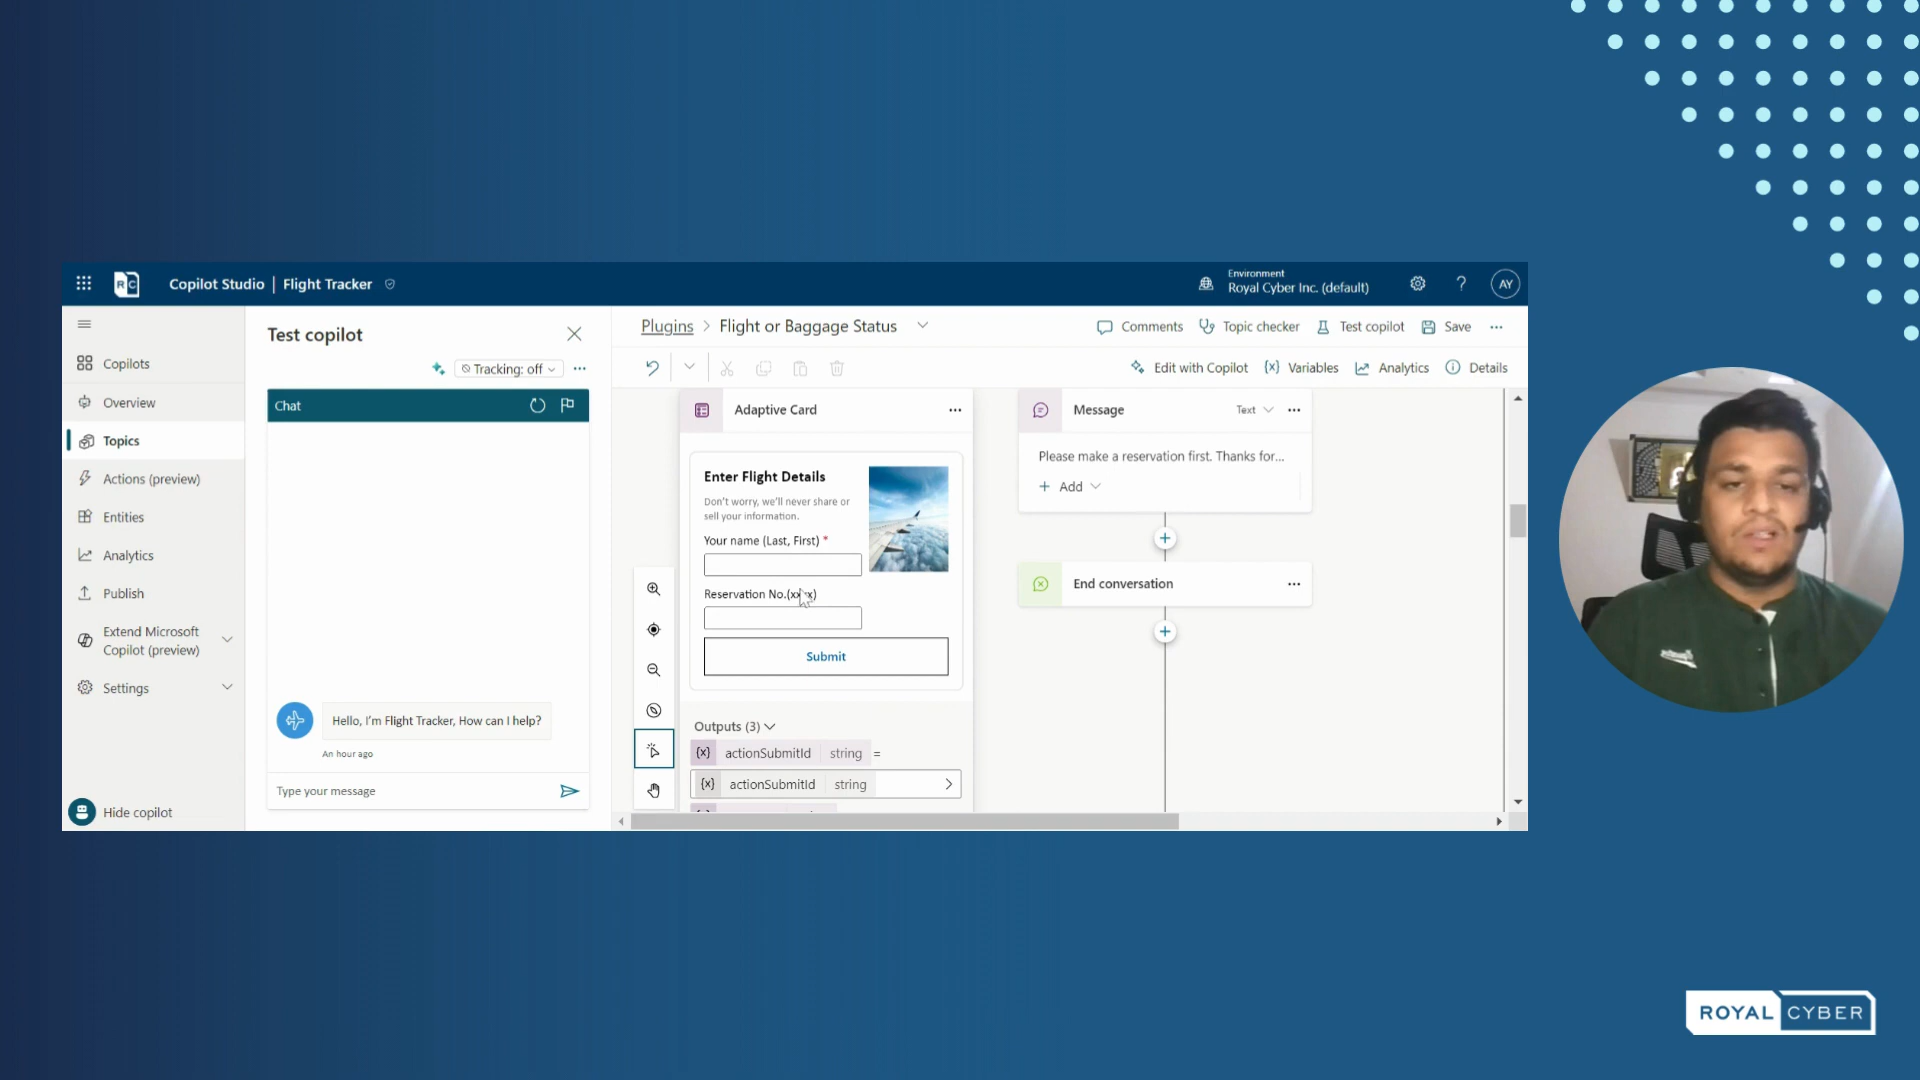 RC
Copilot Studio | Flight Tracker
Environment
Royal Cyber Inc. (default)
?
AY
Copilots
Overview
Topics
Actions (preview)
Entities
Analytics
Publish
Extend Microsoft
Copilot (preview)
Settings
Hide copilot
Test copilot
Tracking: off
Chat
Hello, I'm Flight Tracker, How can I help?
An hour ago
Type your message
Plugins > Flight or Baggage Status
Comments
Topic checker
Test copilot
Save
Edit with Copilot
{x} Variables
Analytics
Details
Adaptive Card
Enter Flight Details
Don't worry, we'll never share or
sell your information.
Your name (Last, First) *
Reservation No.(xxxx)
Submit
Outputs (3)
{x} actionSubmitId string =
{x} actionSubmitId string
Message
Text
Please make a reservation first. Thanks for...
+ Add
End conversation
ROYAL CYBER